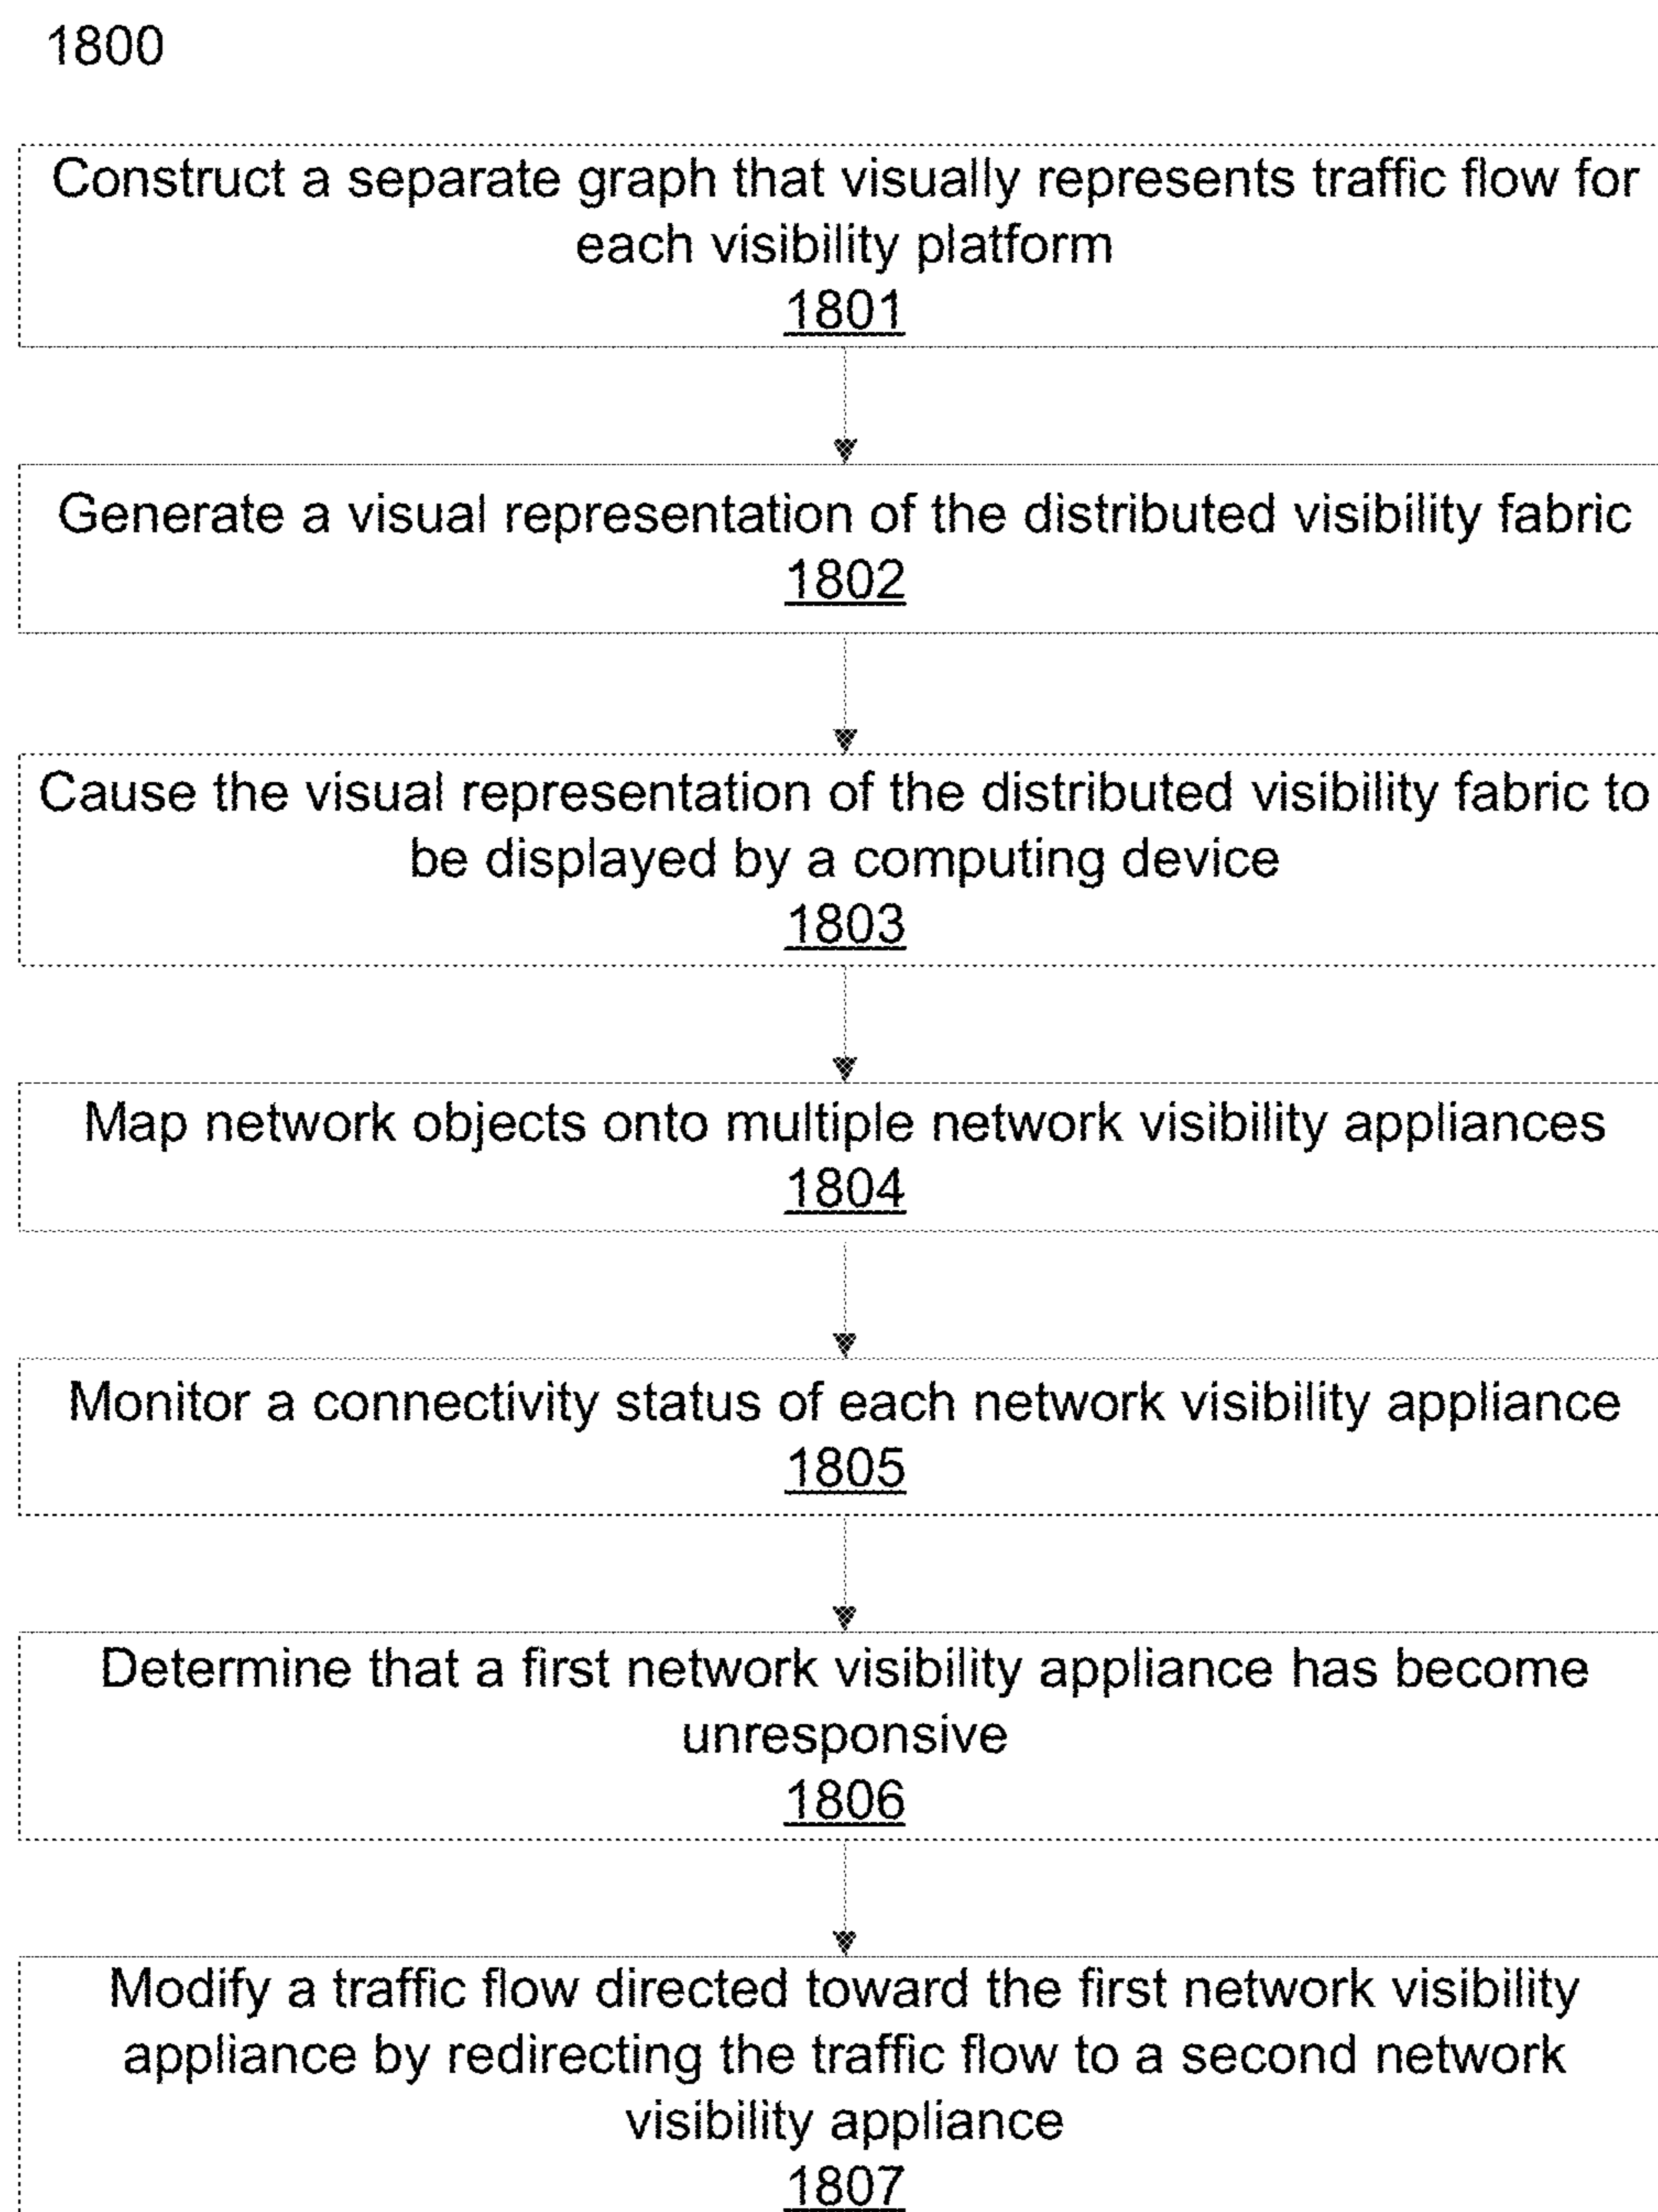 1800
Construct a separate graph that visually represents traffic flow for
each visibility platform
1801
Generate a visual representation of the distributed visibility fabric
1802
Cause the visual representation of the distributed visibility fabric to
be displayed by a computing device
1803
Map network objects onto multiple network visibility appliances
1804
Monitor a connectivity status of each network visibility appliance
1805
Determine that a first network visibility appliance has become
unresponsive
1806
Modify a traffic flow directed toward the first network visibility
appliance by redirecting the traffic flow to a second network
visibility appliance
1807